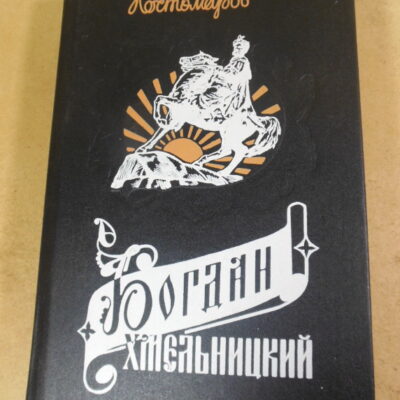 Костомаров
Богдан
Хмельницкий